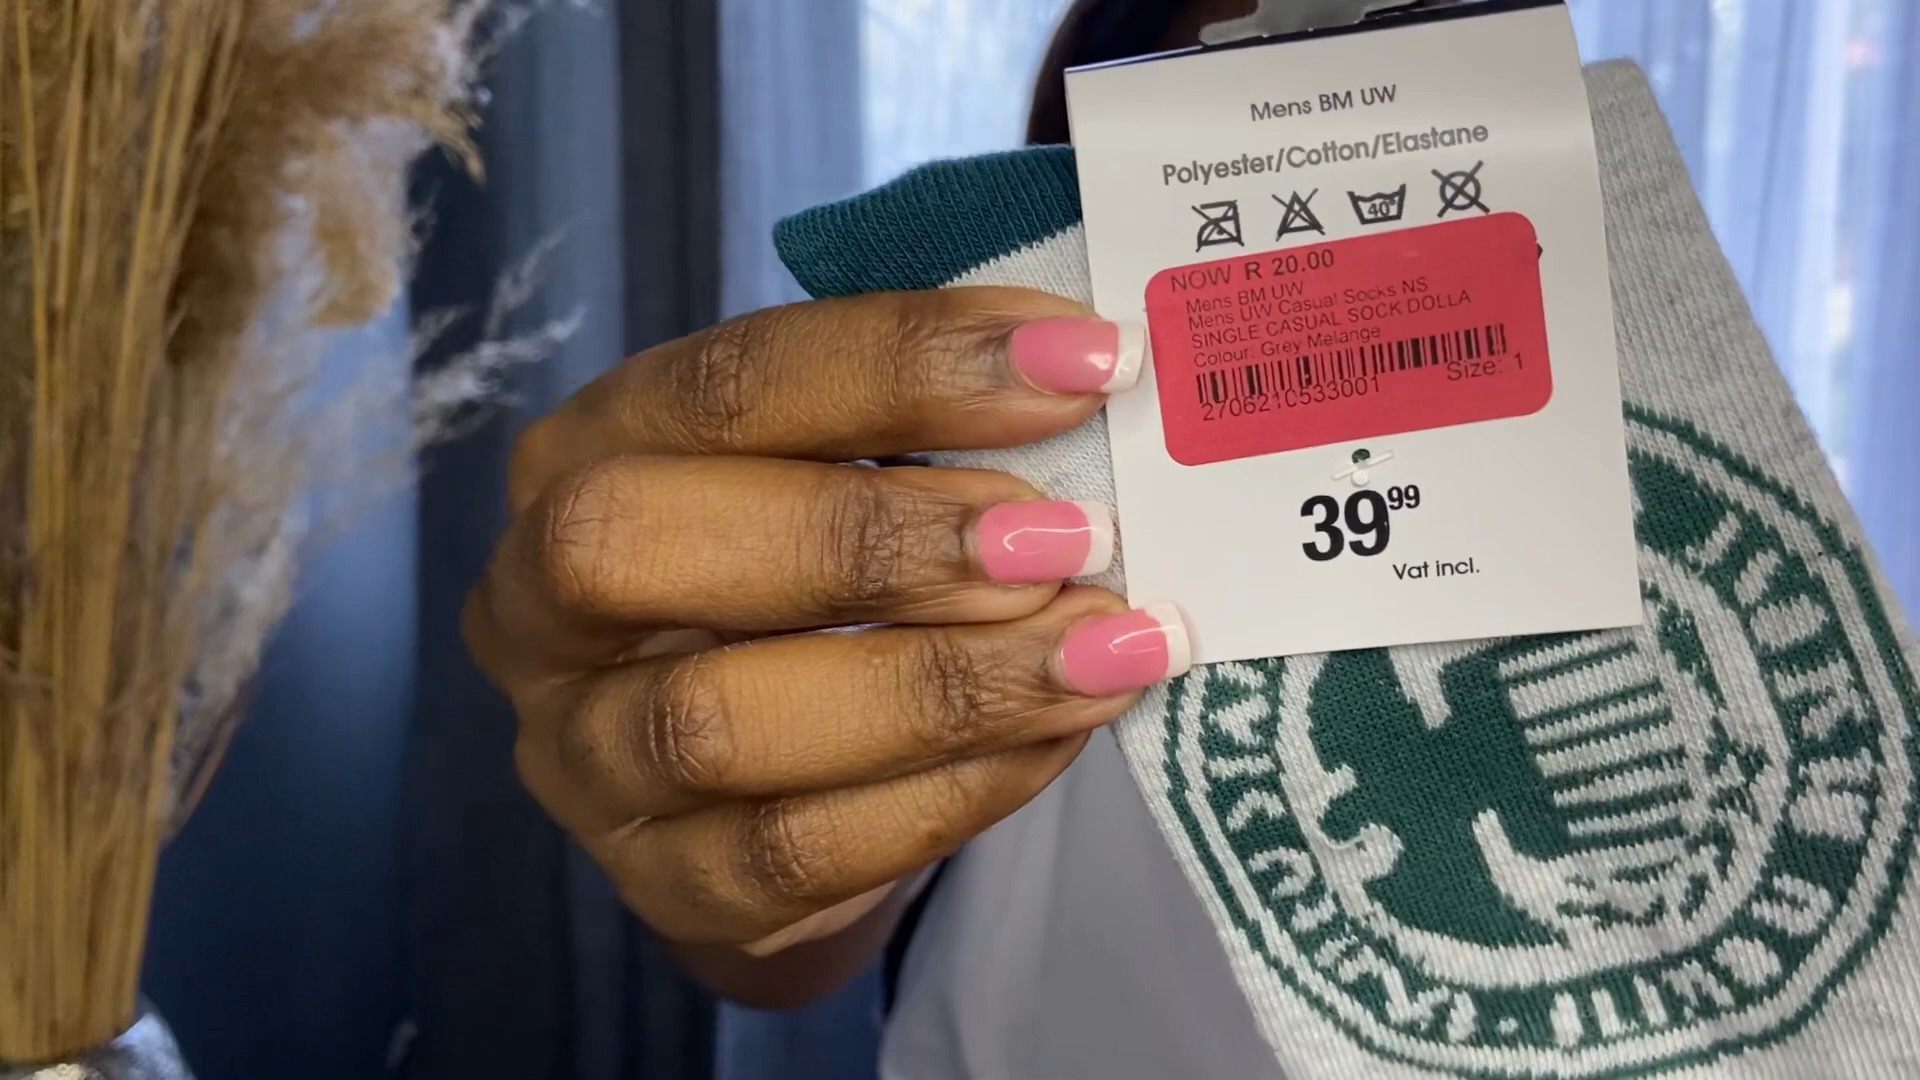 Mens BM UW
Polyester/Cotton/Elastane
40°
NOW R 20.00
Mens BM UW
Mens UW Casual Socks NS
SINGLE CASUAL SOCK DOLLA
Colour: Grey Melange
Size: 1
2706210533001
39 99
Vat incl.